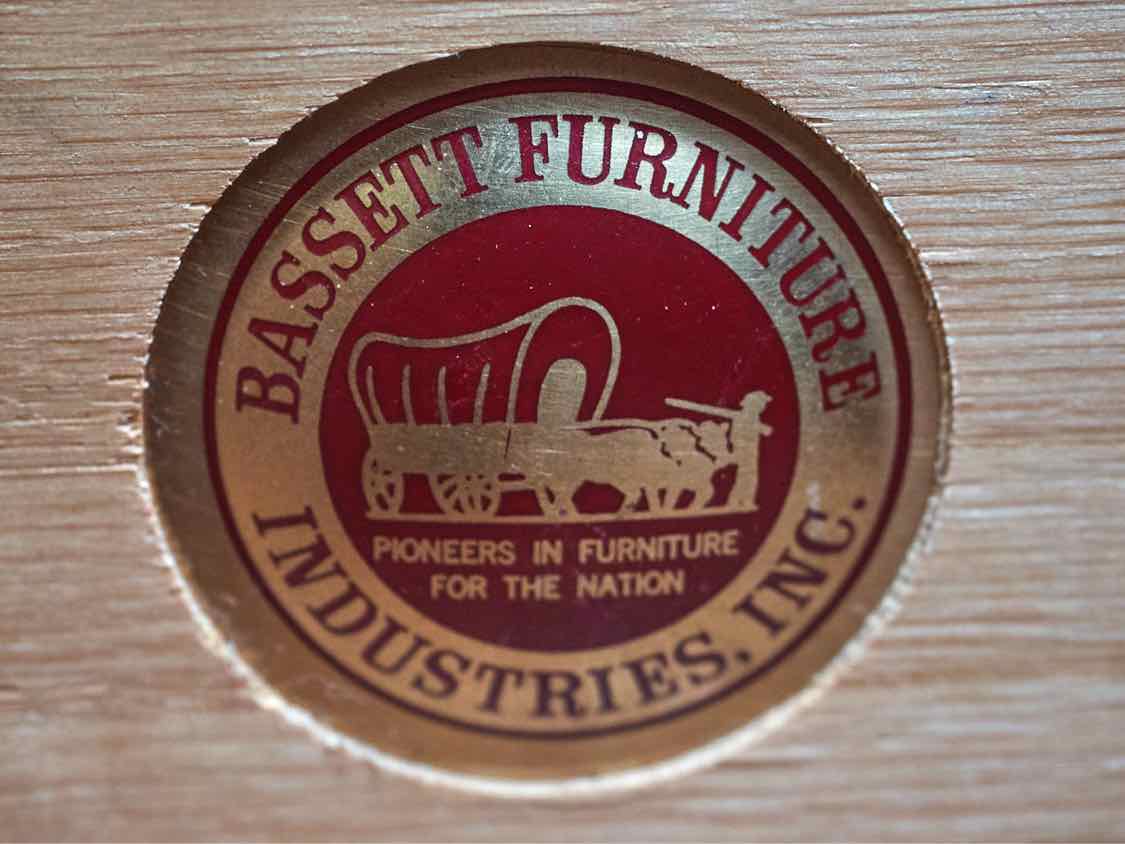 BASSETT FURNITURE
INDUSTRIES, INC.
PIONEERS IN FURNITURE
FOR THE NATION